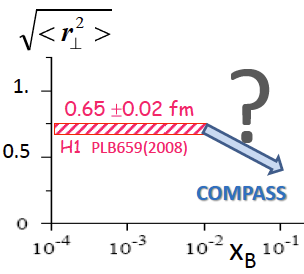 √< r⊥² >
?
1.
0.65 ±0.02 fm
H1 PLB659(2008)
0.5
COMPASS
0
10⁻⁴ 10⁻³ 10⁻² xB 10⁻¹